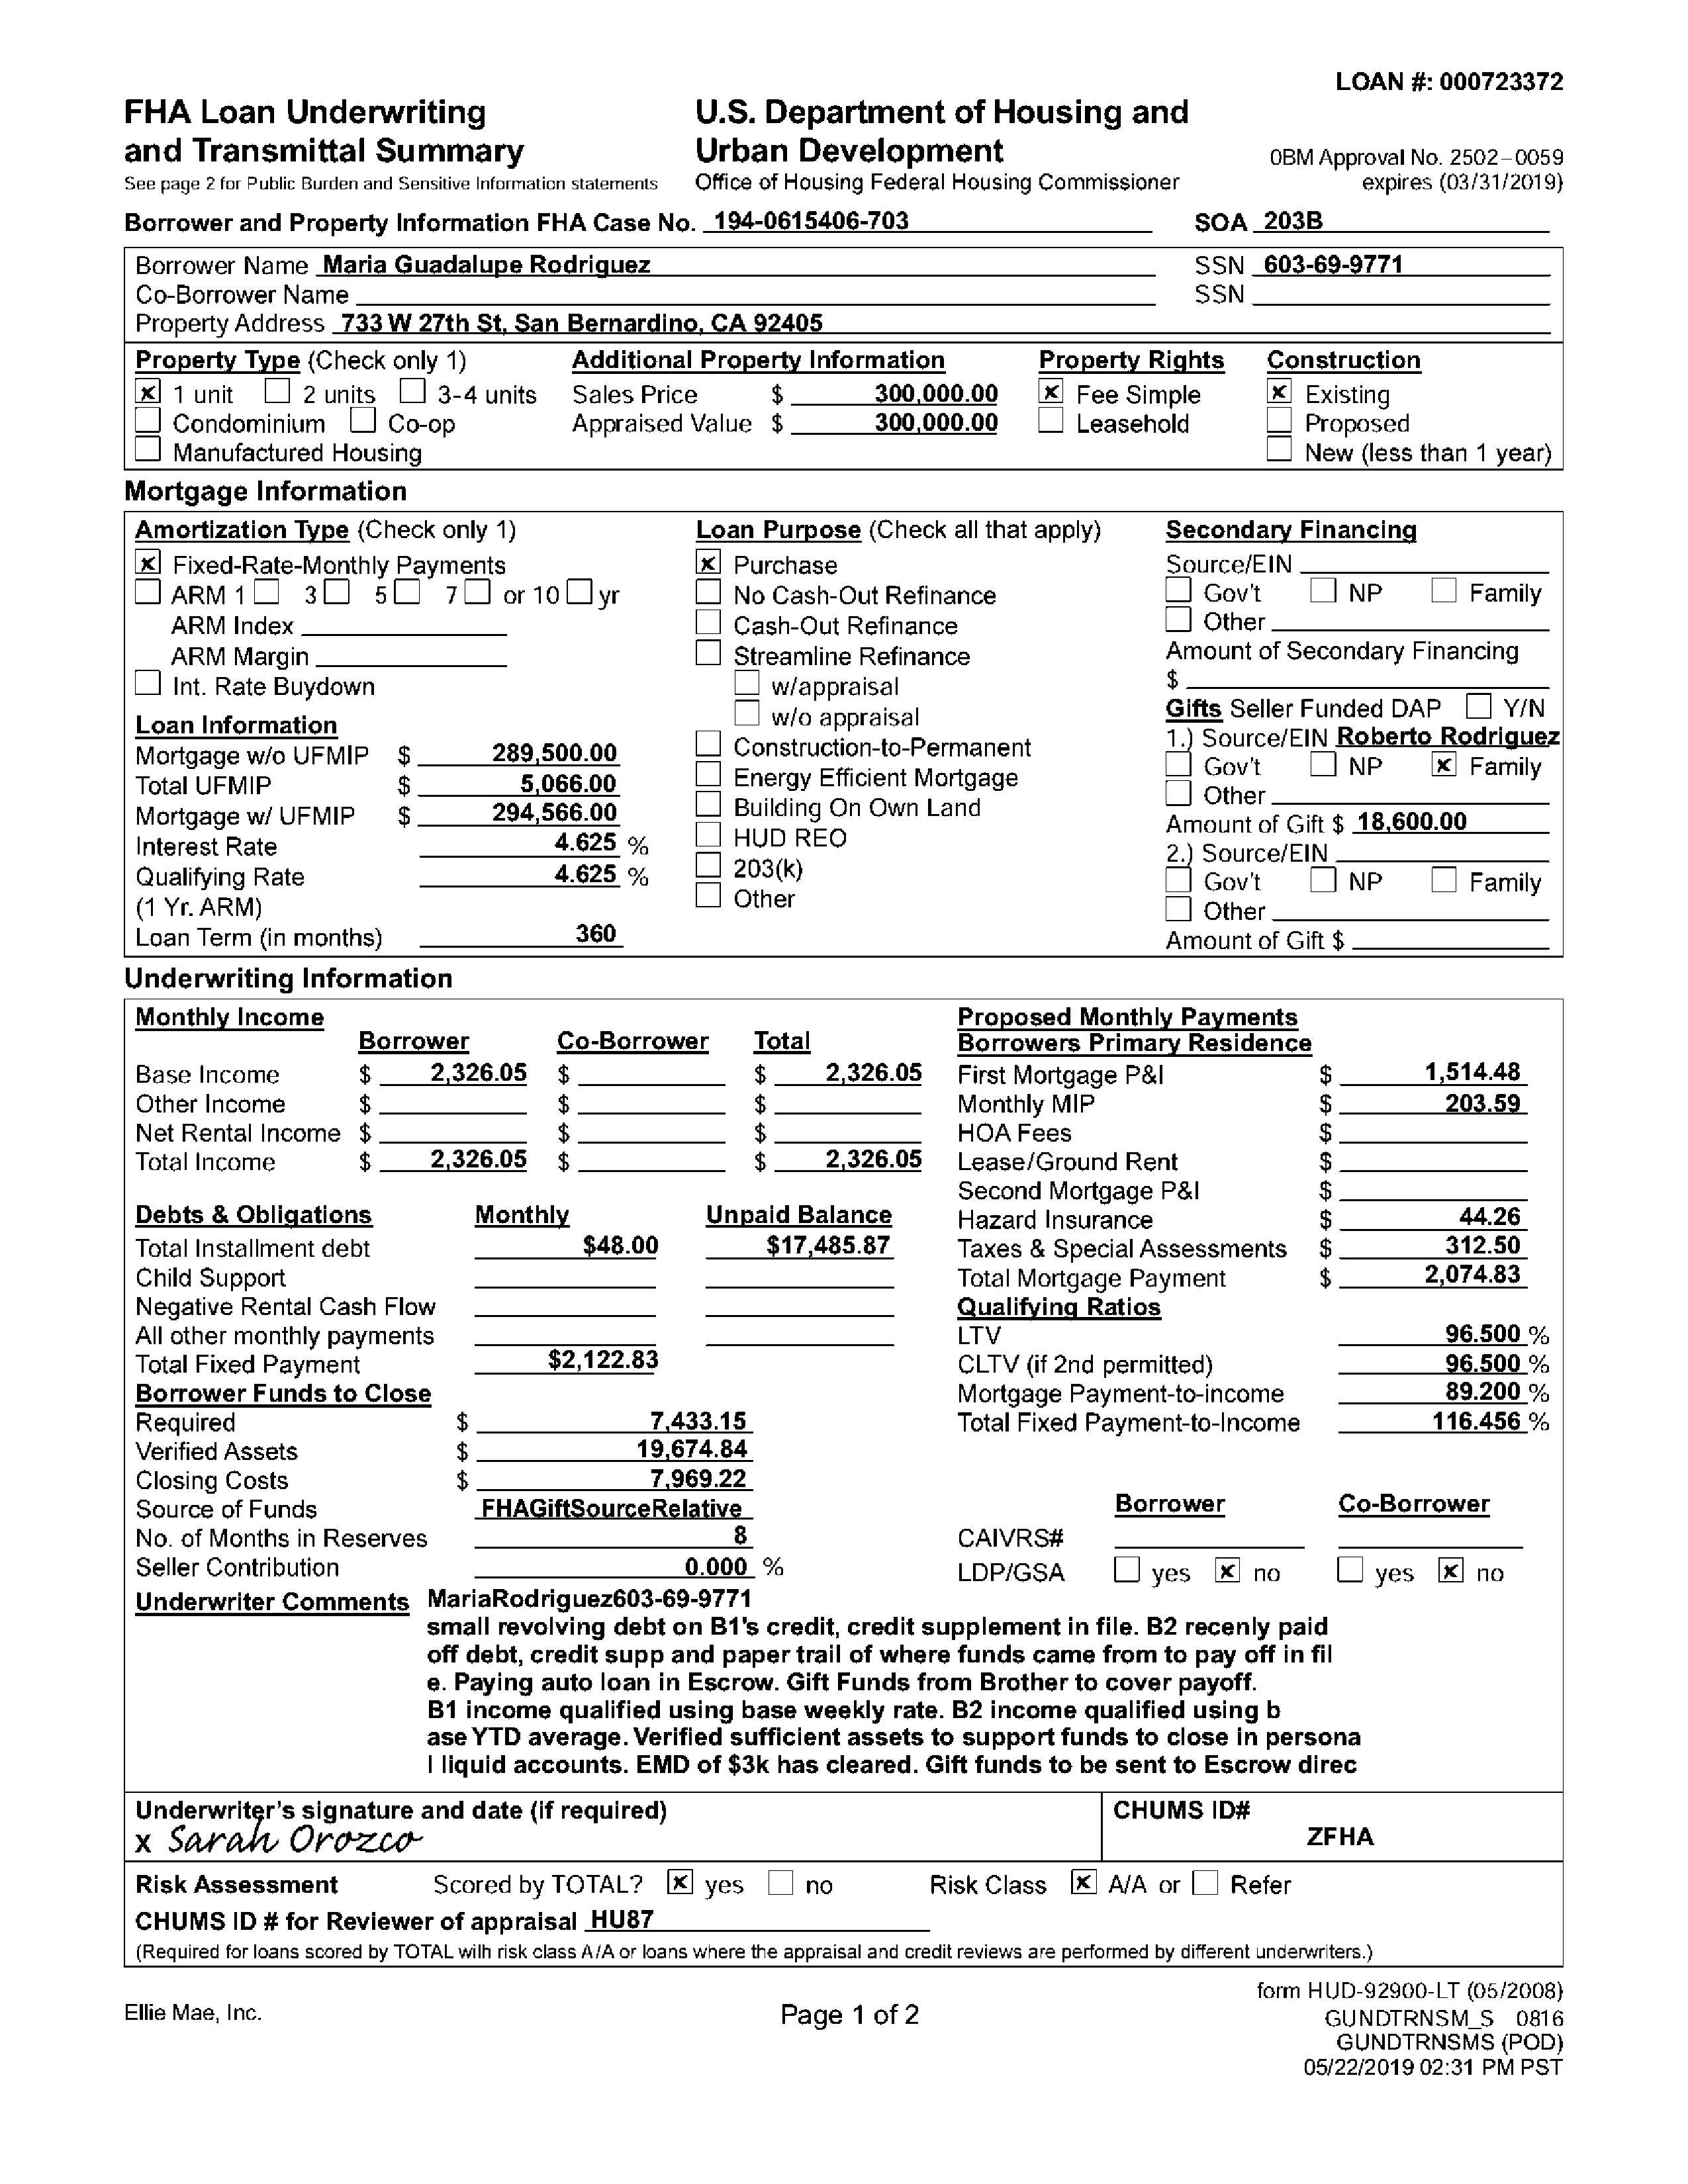 LOAN #: 000723372
FHA Loan Underwriting
and Transmittal Summary
See page 2 for Public Burden and Sensitive Information statements
U.S. Department of Housing and
Urban Development
Office of Housing Federal Housing Commissioner
0BM Approval No. 2502–0059
expires (03/31/2019)
Borrower and Property Information FHA Case No. 194-0615406-703 SOA 203B
Borrower Name Maria Guadalupe Rodriguez SSN 603-69-9771
Co-Borrower Name SSN
Property Address 733 W 27th St, San Bernardino, CA 92405
Property Type (Check only 1) Additional Property Information Property Rights Construction
1 unit 2 units 3-4 units Sales Price $ 300,000.00 Fee Simple Existing
Condominium Co-op Appraised Value $ 300,000.00 Leasehold Proposed
Manufactured Housing New (less than 1 year)
Mortgage Information
Amortization Type (Check only 1)
Fixed-Rate-Monthly Payments
ARM 1 3 5 7 or 10 yr
ARM Index
ARM Margin
Int. Rate Buydown
Loan Information
Mortgage w/o UFMIP $ 289,500.00
Total UFMIP $ 5,066.00
Mortgage w/ UFMIP $ 294,566.00
Interest Rate 4.625 %
Qualifying Rate 4.625 %
(1 Yr. ARM)
Loan Term (in months) 360
Loan Purpose (Check all that apply)
Purchase
No Cash-Out Refinance
Cash-Out Refinance
Streamline Refinance
w/appraisal
w/o appraisal
Construction-to-Permanent
Energy Efficient Mortgage
Building On Own Land
HUD REO
203(k)
Other
Secondary Financing
Source/EIN
Gov't NP Family
Other
Amount of Secondary Financing
$
Gifts Seller Funded DAP Y/N
1.) Source/EIN Roberto Rodriguez
Gov't NP Family
Other
Amount of Gift $ 18,600.00
2.) Source/EIN
Gov't NP Family
Other
Amount of Gift $
Underwriting Information
Monthly Income
Borrower Co-Borrower Total
Base Income $ 2,326.05 $ $ 2,326.05
Other Income $ $ $
Net Rental Income $ $ $
Total Income $ 2,326.05 $ $ 2,326.05
Debts & Obligations Monthly Unpaid Balance
Total Installment debt $48.00 $17,485.87
Child Support
Negative Rental Cash Flow
All other monthly payments
Total Fixed Payment $2,122.83
Borrower Funds to Close
Required $ 7,433.15
Verified Assets $ 19,674.84
Closing Costs $ 7,969.22
Source of Funds FHAGiftSourceRelative
No. of Months in Reserves 8
Seller Contribution 0.000 %
Proposed Monthly Payments
Borrowers Primary Residence
First Mortgage P&I $ 1,514.48
Monthly MIP $ 203.59
HOA Fees $
Lease/Ground Rent $
Second Mortgage P&I $
Hazard Insurance $ 44.26
Taxes & Special Assessments $ 312.50
Total Mortgage Payment $ 2,074.83
Qualifying Ratios
LTV 96.500 %
CLTV (if 2nd permitted) 96.500 %
Mortgage Payment-to-income 89.200 %
Total Fixed Payment-to-Income 116.456 %
Borrower Co-Borrower
CAIVRS#
LDP/GSA yes no yes no
Underwriter Comments MariaRodriguez603-69-9771
small revolving debt on B1's credit, credit supplement in file. B2 recenly paid
off debt, credit supp and paper trail of where funds came from to pay off in fil
e. Paying auto loan in Escrow. Gift Funds from Brother to cover payoff.
B1 income qualified using base weekly rate. B2 income qualified using b
ase YTD average. Verified sufficient assets to support funds to close in persona
l liquid accounts. EMD of $3k has cleared. Gift funds to be sent to Escrow direc
Underwriter's signature and date (if required) CHUMS ID#
x Sarah Orozco ZFHA
Risk Assessment Scored by TOTAL? yes no Risk Class A/A or Refer
CHUMS ID # for Reviewer of appraisal HU87
(Required for loans scored by TOTAL wilh risk class A/A or loans where the appraisal and credit reviews are performed by different underwriters.)
form HUD-92900-LT (05/2008)
Ellie Mae, Inc. Page 1 of 2 GUNDTRNSM_S 0816
GUNDTRNSMS (POD)
05/22/2019 02:31 PM PST